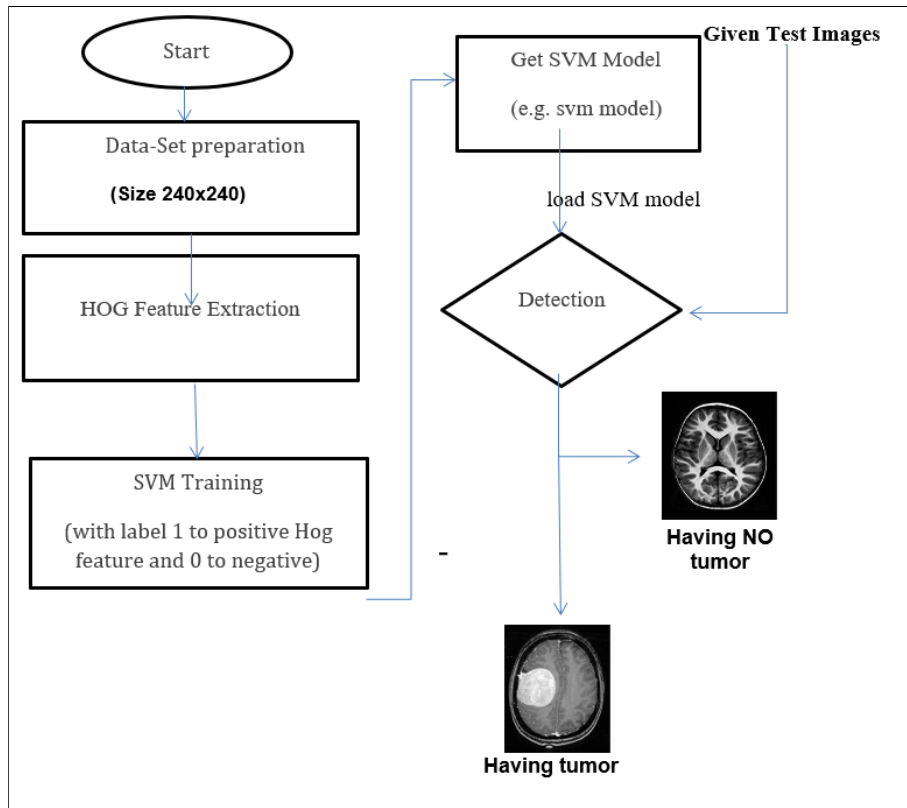 Start
Data-Set preparation
(Size 240x240)
HOG Feature Extraction
SVM Training
(with label 1 to positive Hog
feature and 0 to negative)
Get SVM Model
(e.g. svm model)
Given Test Images
load SVM model
Detection
-
Having NO
tumor
Having tumor